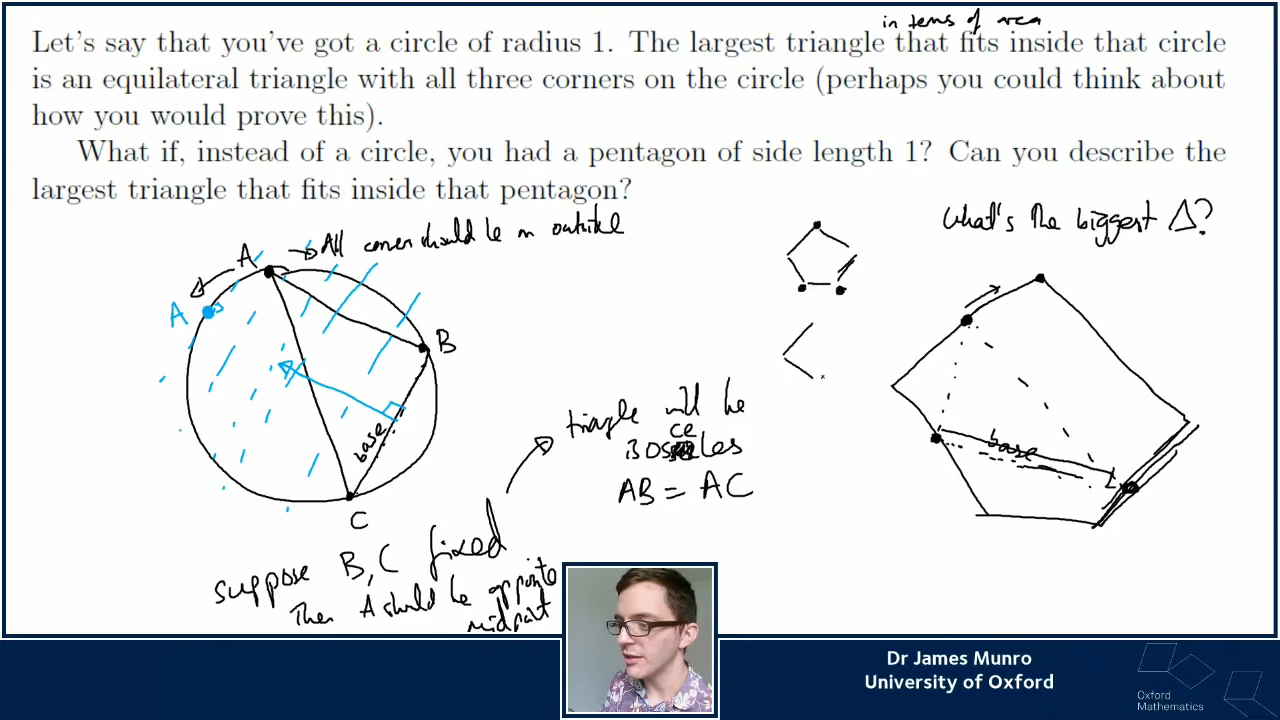 in terms of area
Let's say that you've got a circle of radius 1. The largest triangle that fits inside that circle
is an equilateral triangle with all three corners on the circle (perhaps you could think about
how you would prove this).
What if, instead of a circle, you had a pentagon of side length 1? Can you describe the
largest triangle that fits inside that pentagon?
What's the biggest Δ?
All corners should be on outside
A
A
B
base
C
triangle will be
isosceles
AB = AC
base
suppose B, C fixed
Then A should be opposite
midpoint
Dr James Munro
University of Oxford
Oxford
Mathematics